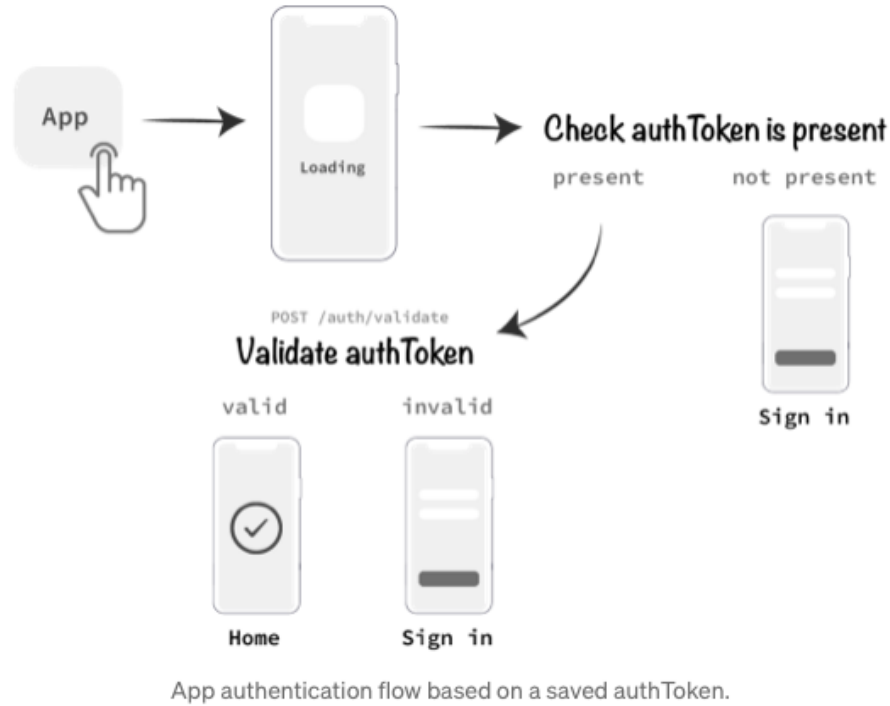 App
Loading
Check authToken is present
present
not present
Sign in
POST /auth/validate
Validate authToken
valid
invalid
Home
Sign in
App authentication flow based on a saved authToken.